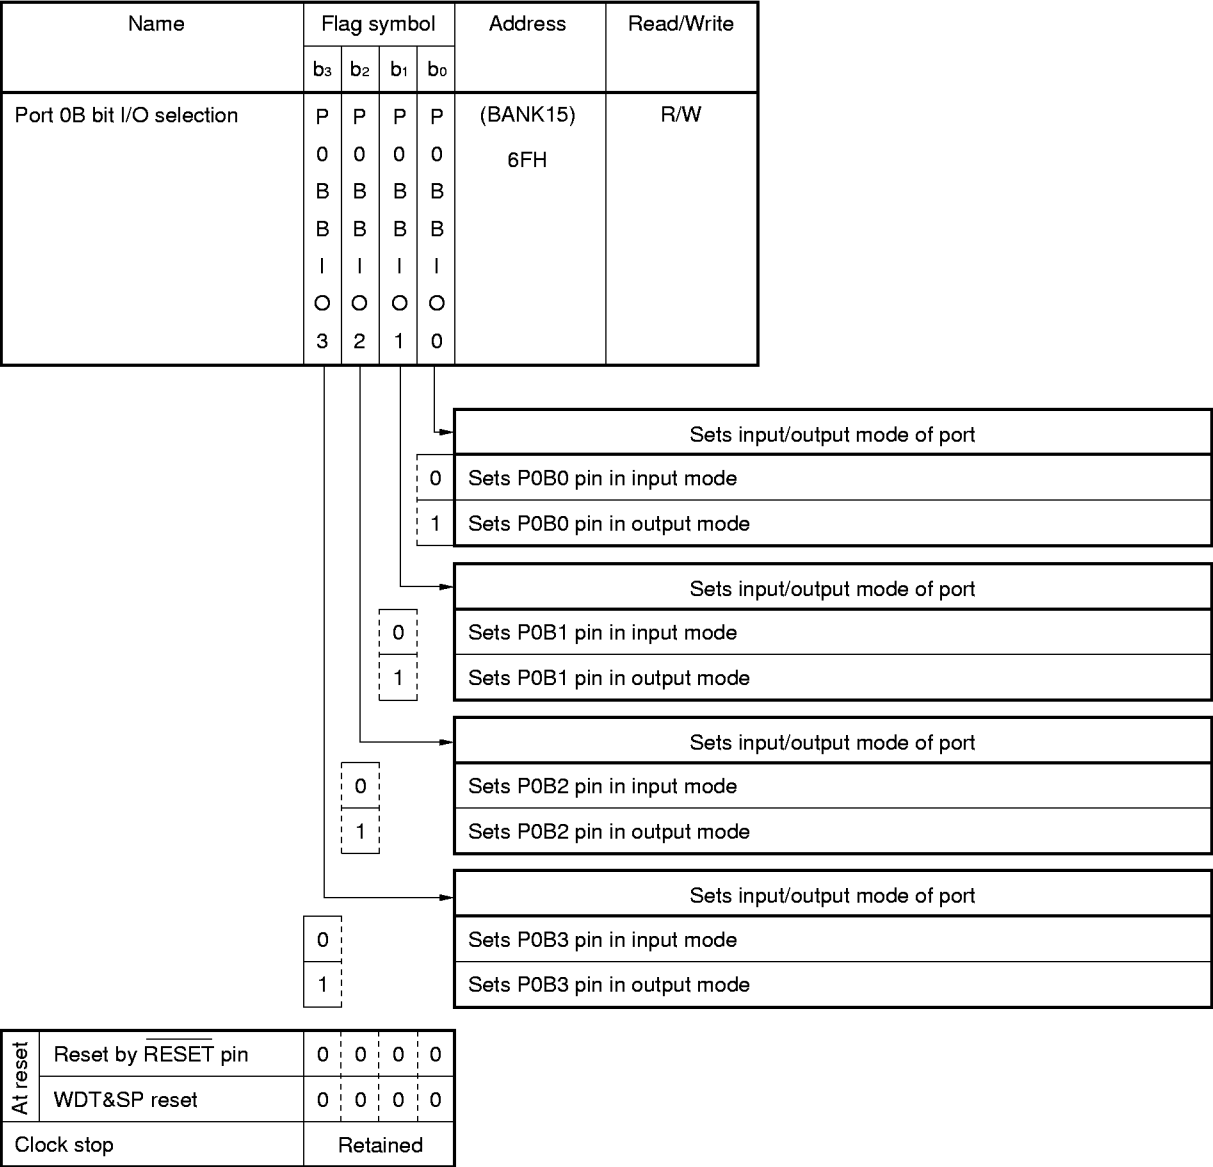 Name Flag symbol Address Read/Write
b3 b2 b1 b0
Port 0B bit I/O selection P P P P (BANK15) R/W
0 0 0 0 6FH
B B B B
B B B B
I I I I
O O O O
3 2 1 0
Sets input/output mode of port
0 Sets P0B0 pin in input mode
1 Sets P0B0 pin in output mode
Sets input/output mode of port
0 Sets P0B1 pin in input mode
1 Sets P0B1 pin in output mode
Sets input/output mode of port
0 Sets P0B2 pin in input mode
1 Sets P0B2 pin in output mode
Sets input/output mode of port
0 Sets P0B3 pin in input mode
1 Sets P0B3 pin in output mode
At reset
Reset by RESET pin 0 0 0 0
WDT&SP reset 0 0 0 0
Clock stop Retained